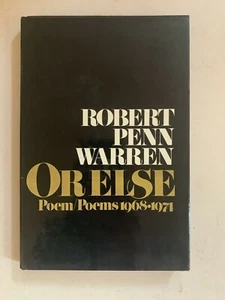 ROBERT
PENN
WARREN
OR ELSE
Poem/Poems 1968•1971